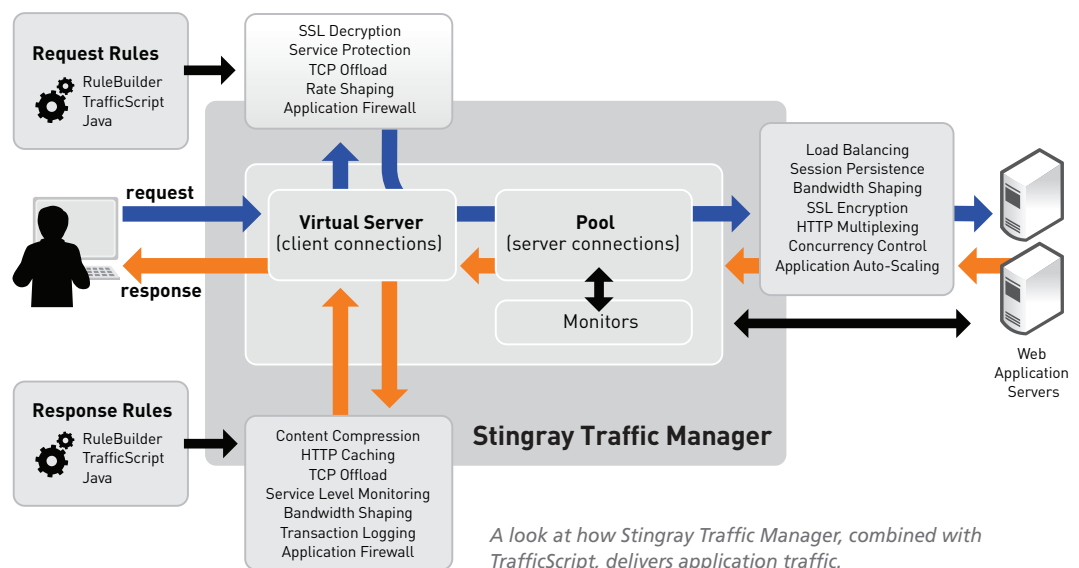 Request Rules
RuleBuilder
TrafficScript
Java
SSL Decryption
Service Protection
TCP Offload
Rate Shaping
Application Firewall
request
response
Virtual Server
(client connections)
Pool
(server connections)
Monitors
Load Balancing
Session Persistence
Bandwidth Shaping
SSL Encryption
HTTP Multiplexing
Concurrency Control
Application Auto-Scaling
Web
Application
Servers
Response Rules
RuleBuilder
TrafficScript
Java
Content Compression
HTTP Caching
TCP Offload
Service Level Monitoring
Bandwidth Shaping
Transaction Logging
Application Firewall
Stingray Traffic Manager
A look at how Stingray Traffic Manager, combined with
TrafficScript, delivers application traffic.